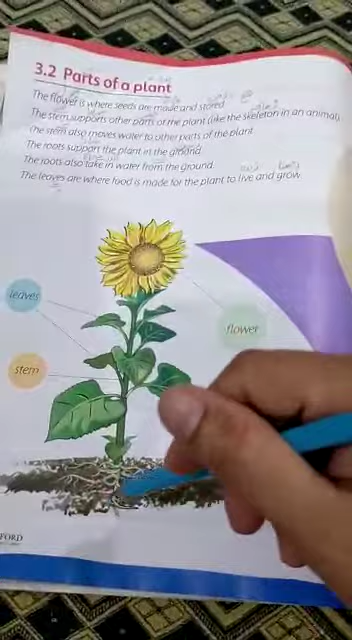 3.2 Parts of a plant
The flower is where seeds are made and stored
The stem supports other parts of the plant (like the skeleton in an animal)
The stem also moves water to other parts of the plant
The roots support the plant in the ground
The roots also take in water from the ground.
The leaves are where food is made for the plant to live and grow
leaves
flower
stem
FORD